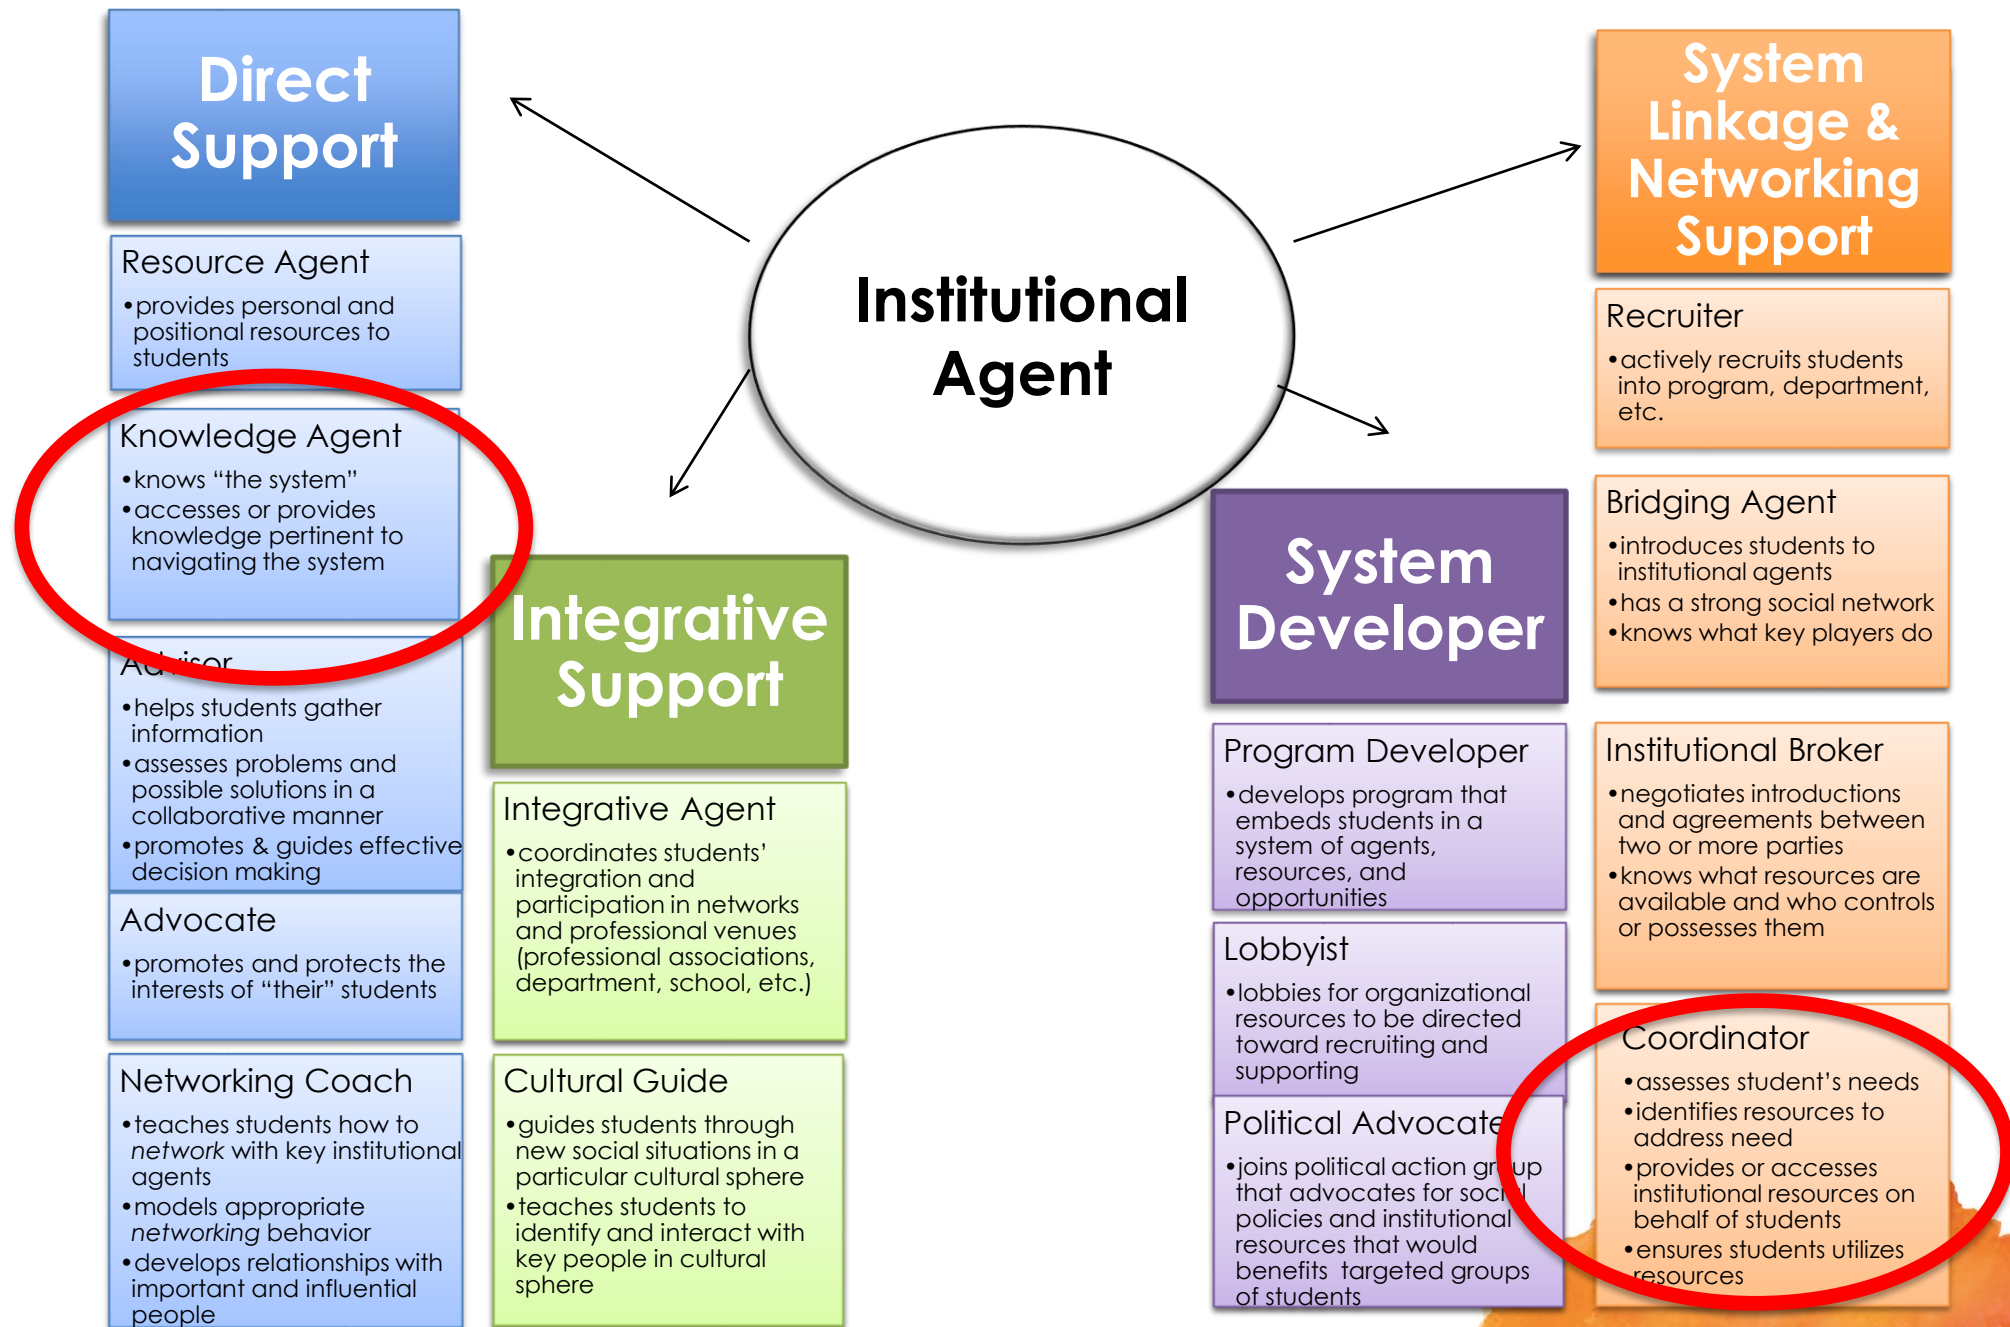 Direct
Support
Resource Agent
•provides personal and
positional resources to
students
Knowledge Agent
•knows “the system”
•accesses or provides
knowledge pertinent to
navigating the system
Advisor
•helps students gather
information
•assesses problems and
possible solutions in a
collaborative manner
•promotes & guides effective
decision making
Advocate
•promotes and protects the
interests of “their” students
Networking Coach
•teaches students how to
network with key institutional
agents
•models appropriate
networking behavior
•develops relationships with
important and influential
people
Integrative
Support
Integrative Agent
•coordinates students’
integration and
participation in networks
and professional venues
(professional associations,
department, school, etc.)
Cultural Guide
•guides students through
new social situations in a
particular cultural sphere
•teaches students to
identify and interact with
key people in cultural
sphere
Institutional
Agent
System
Developer
Program Developer
•develops program that
embeds students in a
system of agents,
resources, and
opportunities
Lobbyist
•lobbies for organizational
resources to be directed
toward recruiting and
supporting
Political Advocate
•joins political action group
that advocates for social
policies and institutional
resources that would
benefits targeted groups
of students
System
Linkage &
Networking
Support
Recruiter
•actively recruits students
into program, department,
etc.
Bridging Agent
•introduces students to
institutional agents
•has a strong social network
•knows what key players do
Institutional Broker
•negotiates introductions
and agreements between
two or more parties
•knows what resources are
available and who controls
or possesses them
Coordinator
•assesses student’s needs
•identifies resources to
address need
•provides or accesses
institutional resources on
behalf of students
•ensures students utilizes
resources